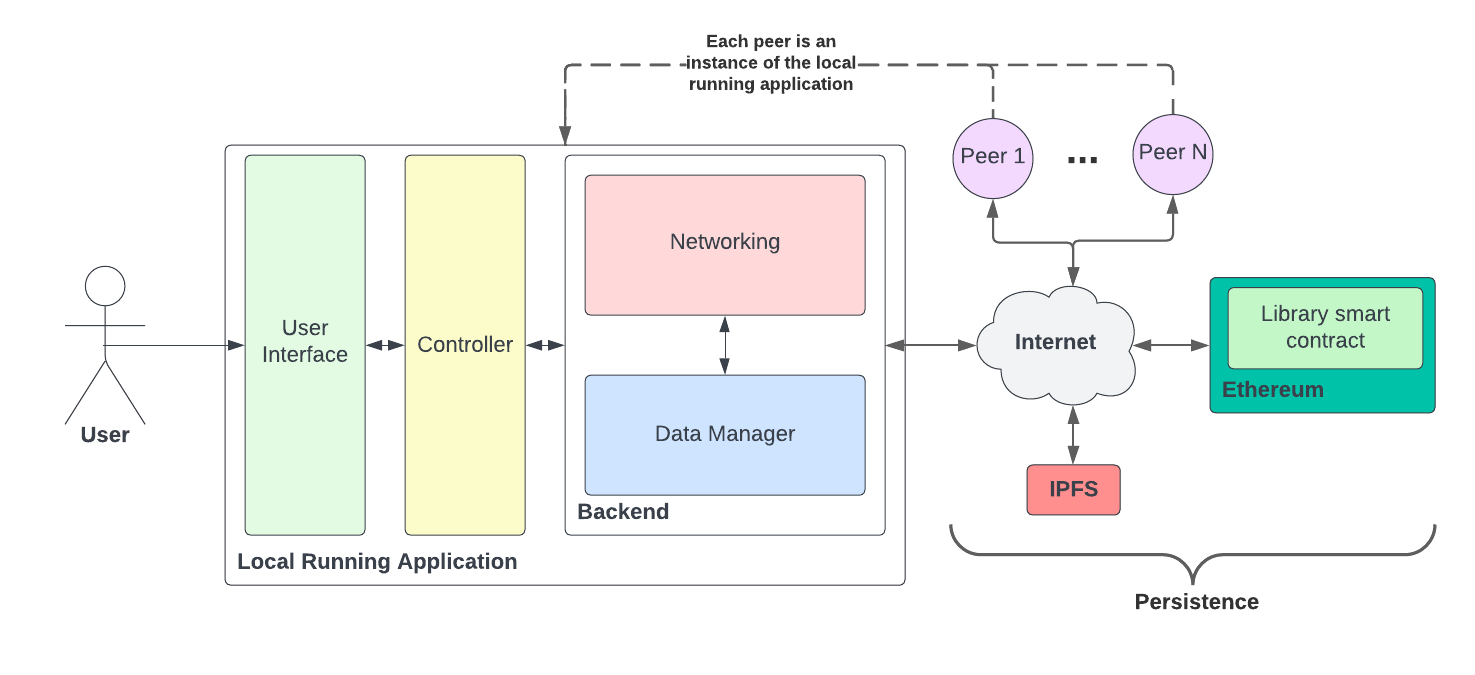 Each peer is an
instance of the local
running application
Peer 1
...
Peer N
Networking
User
Interface
Controller
Internet
Library smart
contract
Ethereum
Data Manager
User
IPFS
Backend
Local Running Application
Persistence